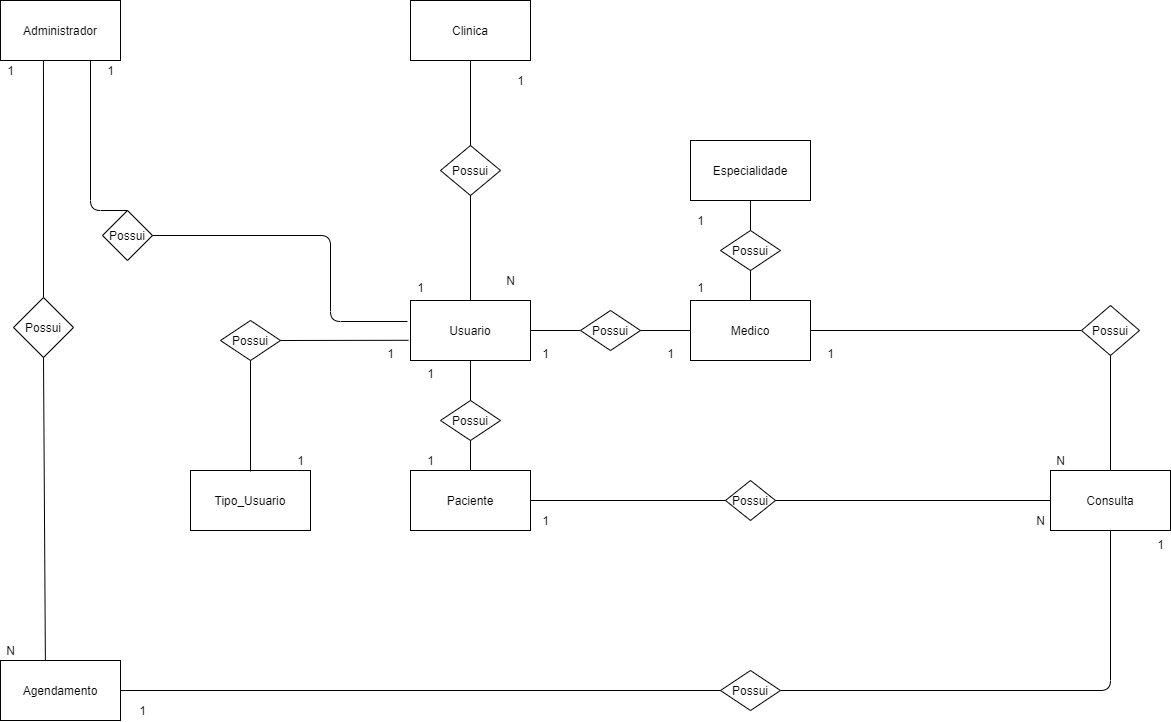 Administrador
Clinica
1
1
1
Possui
Especialidade
1
Possui
Possui
N
1
1
Possui
Usuario
Possui
Medico
Possui
Possui
1
1
1
1
1
1
1
N
Tipo_Usuario
Paciente
Possui
Consulta
1
N
1
N
Agendamento
Possui
1